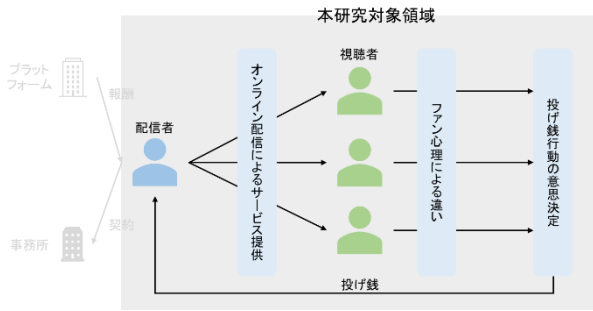 本研究対象領域
プラット
フォーム
報酬
配信者
契約
事務所
オンライン配信によるサービス提供
視聴者
ファン心理による違い
投げ銭行動の意思決定
投げ銭